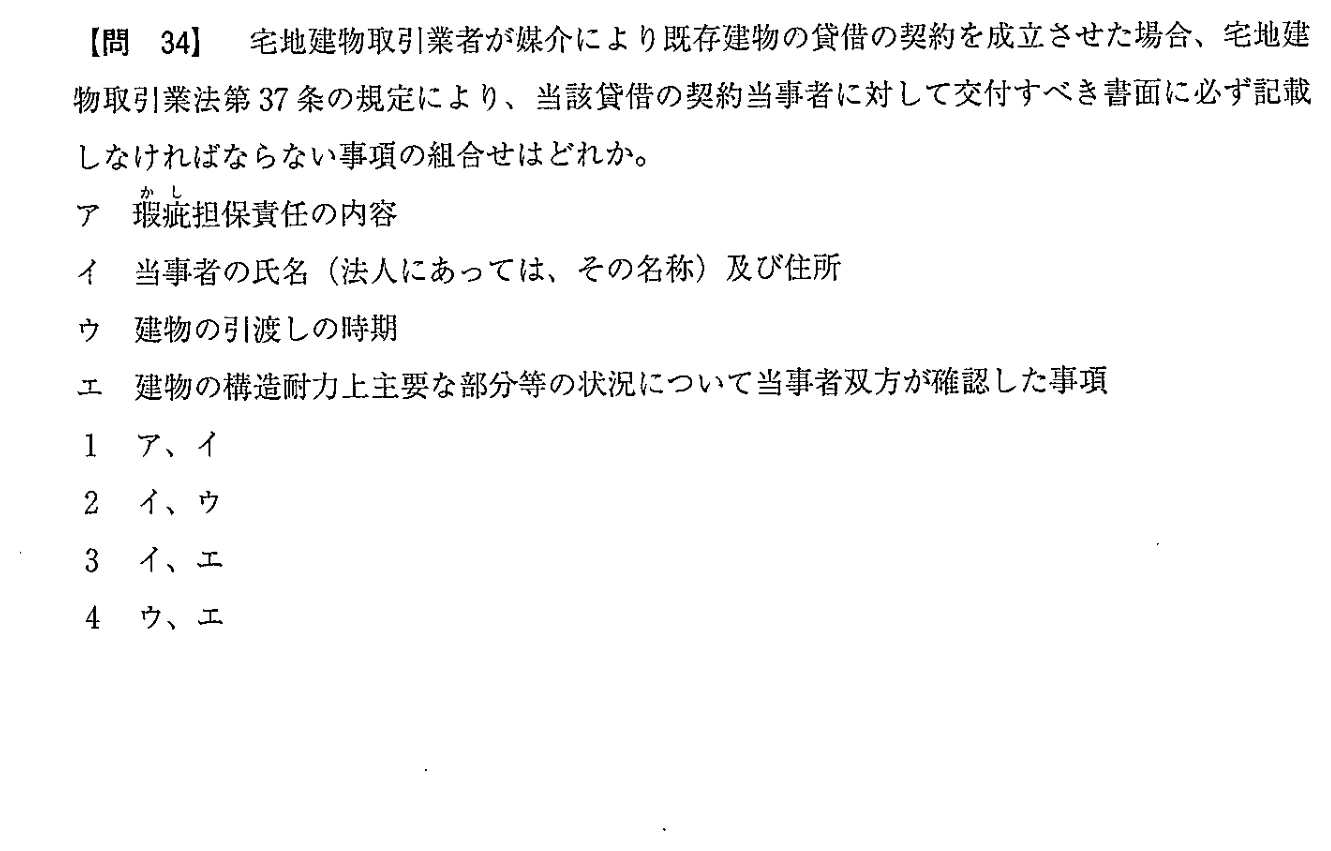 【問 34】 宅地建物取引業者が媒介により既存建物の貸借の契約を成立させた場合、宅地建
物取引業法第 37 条の規定により、当該貸借の契約当事者に対して交付すべき書面に必ず記載
しなければならない事項の組合せはどれか。
かし
ア 瑕疵担保責任の内容
イ 当事者の氏名（法人にあっては、その名称）及び住所
ウ 建物の引渡しの時期
エ 建物の構造耐力上主要な部分等の状況について当事者双方が確認した事項
1 ア、イ
2 イ、ウ
3 イ、エ
4 ウ、エ